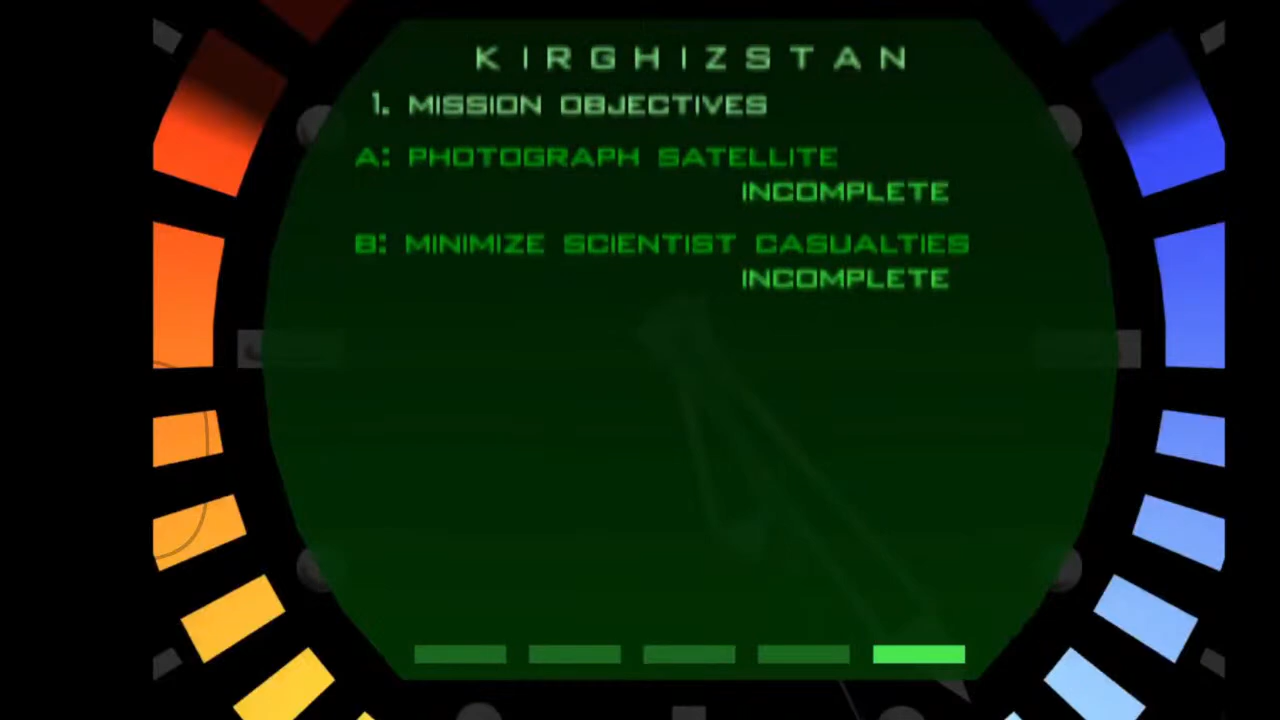 KIRGHIZSTAN
1. MISSION OBJECTIVES
A: PHOTOGRAPH SATELLITE
INCOMPLETE
B: MINIMIZE SCIENTIST CASUALTIES
INCOMPLETE